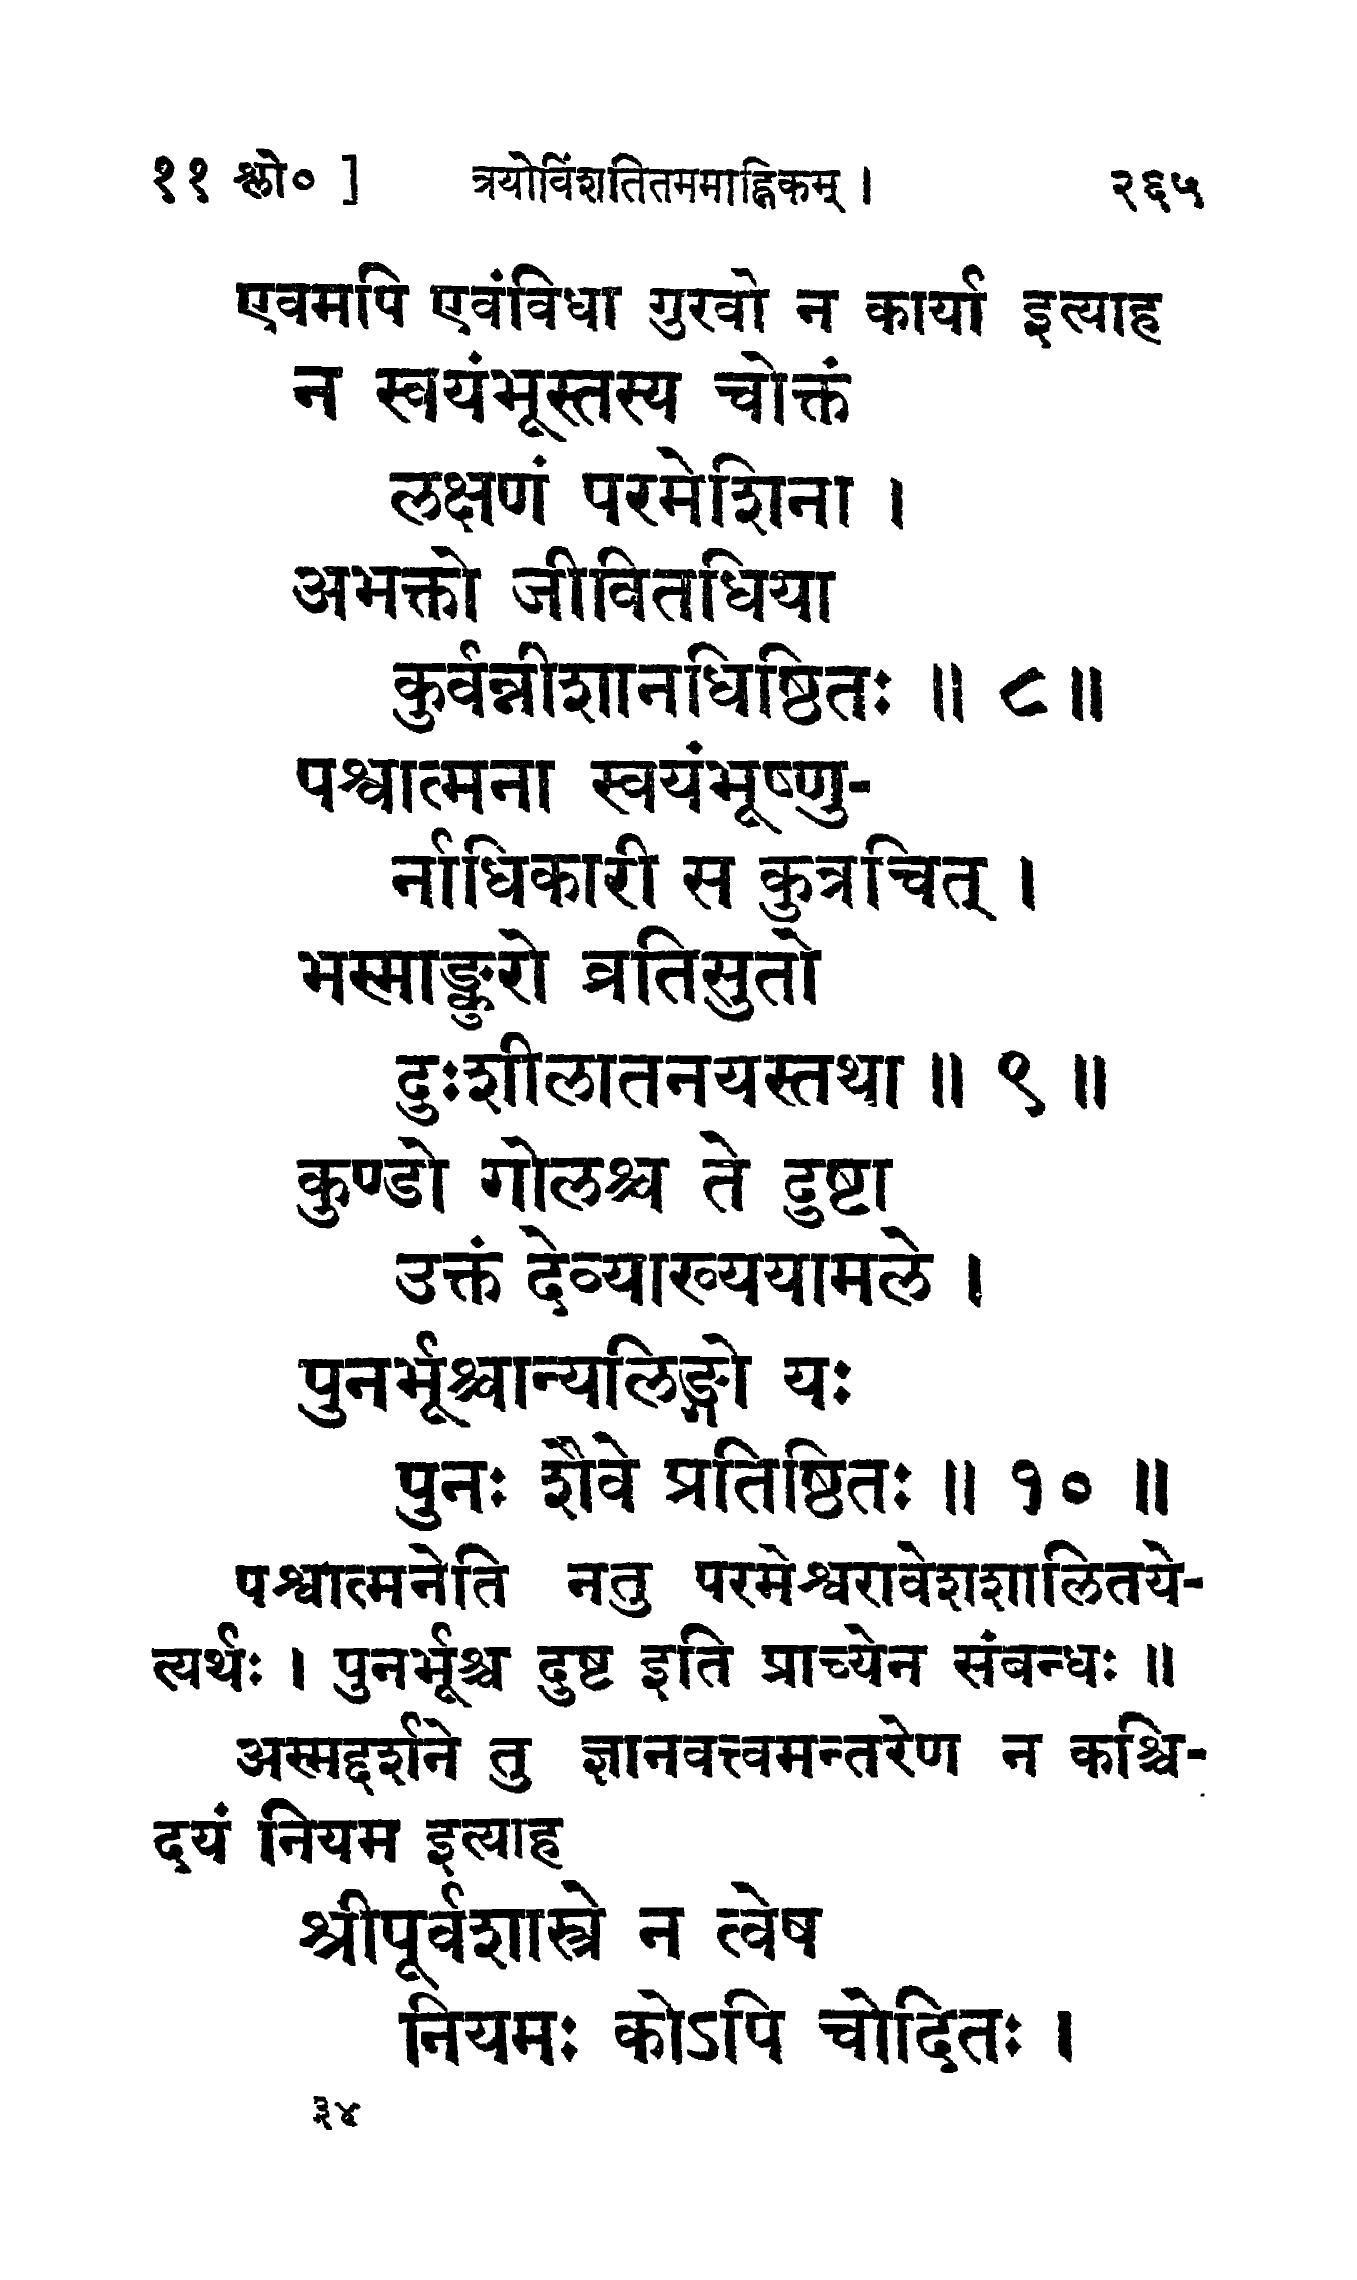 ११ श्लो० ] त्रयोविंशतितममाह्निकम् । २६५
एवमपि एवंविधा गुरवो न कार्या इत्याह
न स्वयंभूस्तस्य चोक्तं
लक्षणं परमेशिना ।
अभक्तो जीवितधिया
कुर्वन्नीशानधिष्ठितः ॥ ८ ॥
पश्वात्मना स्वयंभूष्णु-
र्नाधिकारी स कुत्रचित् ।
भस्माङ्कुरो व्रतिसुतो
दुःशीलातनयस्तथा ॥ ९ ॥
कुण्डो गोलश्च ते दुष्टा
उक्तं देव्याख्ययामले ।
पुनर्भूश्चान्यलिङ्गो यः
पुनः शैवे प्रतिष्ठितः ॥ १० ॥
पश्वात्मनेति नतु परमेश्वरावेशशालितये-
त्यर्थः । पुनर्भूश्च दुष्ट इति प्राच्येन संबन्धः ॥
अस्मद्दर्शने तु ज्ञानवत्त्वमन्तरेण न कश्चि-
दयं नियम इत्याह
श्रीपूर्वशास्त्रे न त्वेष
नियमः कोऽपि चोदितः ।
३४